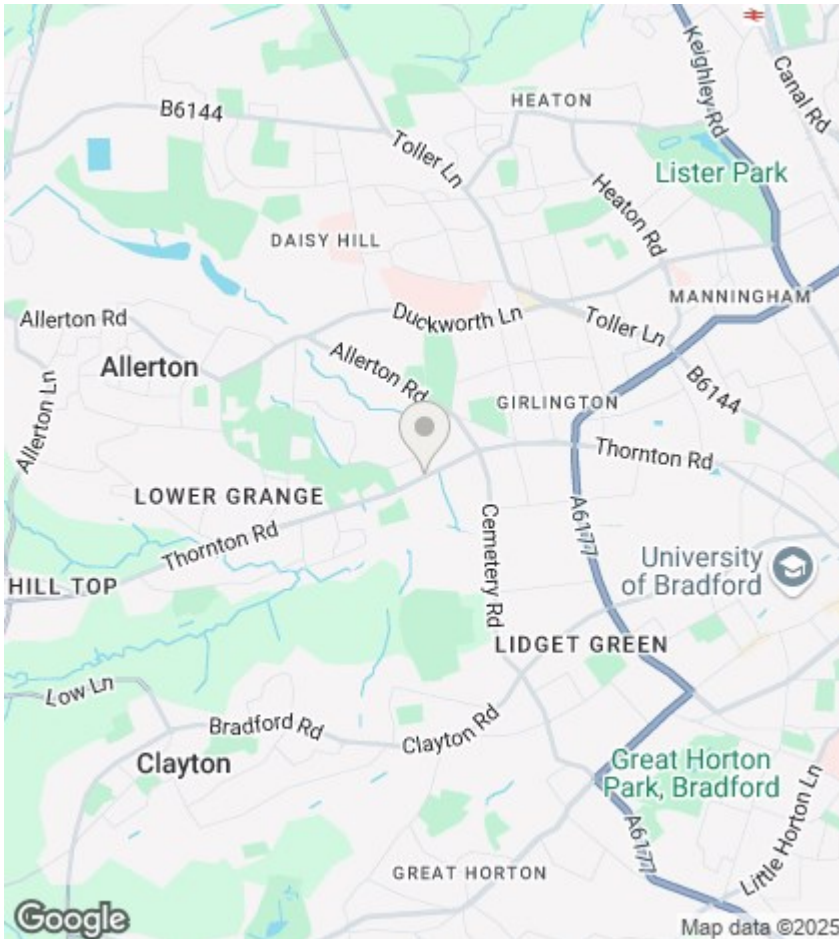 Keighley Rd
Canal Rd
B6144
HEATON
Toller Ln
Lister Park
Heaton Rd
DAISY HILL
MANNINGHAM
Allerton Rd
Duckworth Ln
Toller Ln
Allerton
Allerton Rd
B6144
Allerton Ln
GIRLINGTON
Thornton Rd
LOWER GRANGE
Cemetery Rd
A6177
Thornton Rd
University
of Bradford
HILL TOP
LIDGET GREEN
Low Ln
Bradford Rd
Clayton Rd
Clayton
Great Horton
Park, Bradford
Little Horton Ln
A6177
GREAT HORTON
Google
Map data ©2025